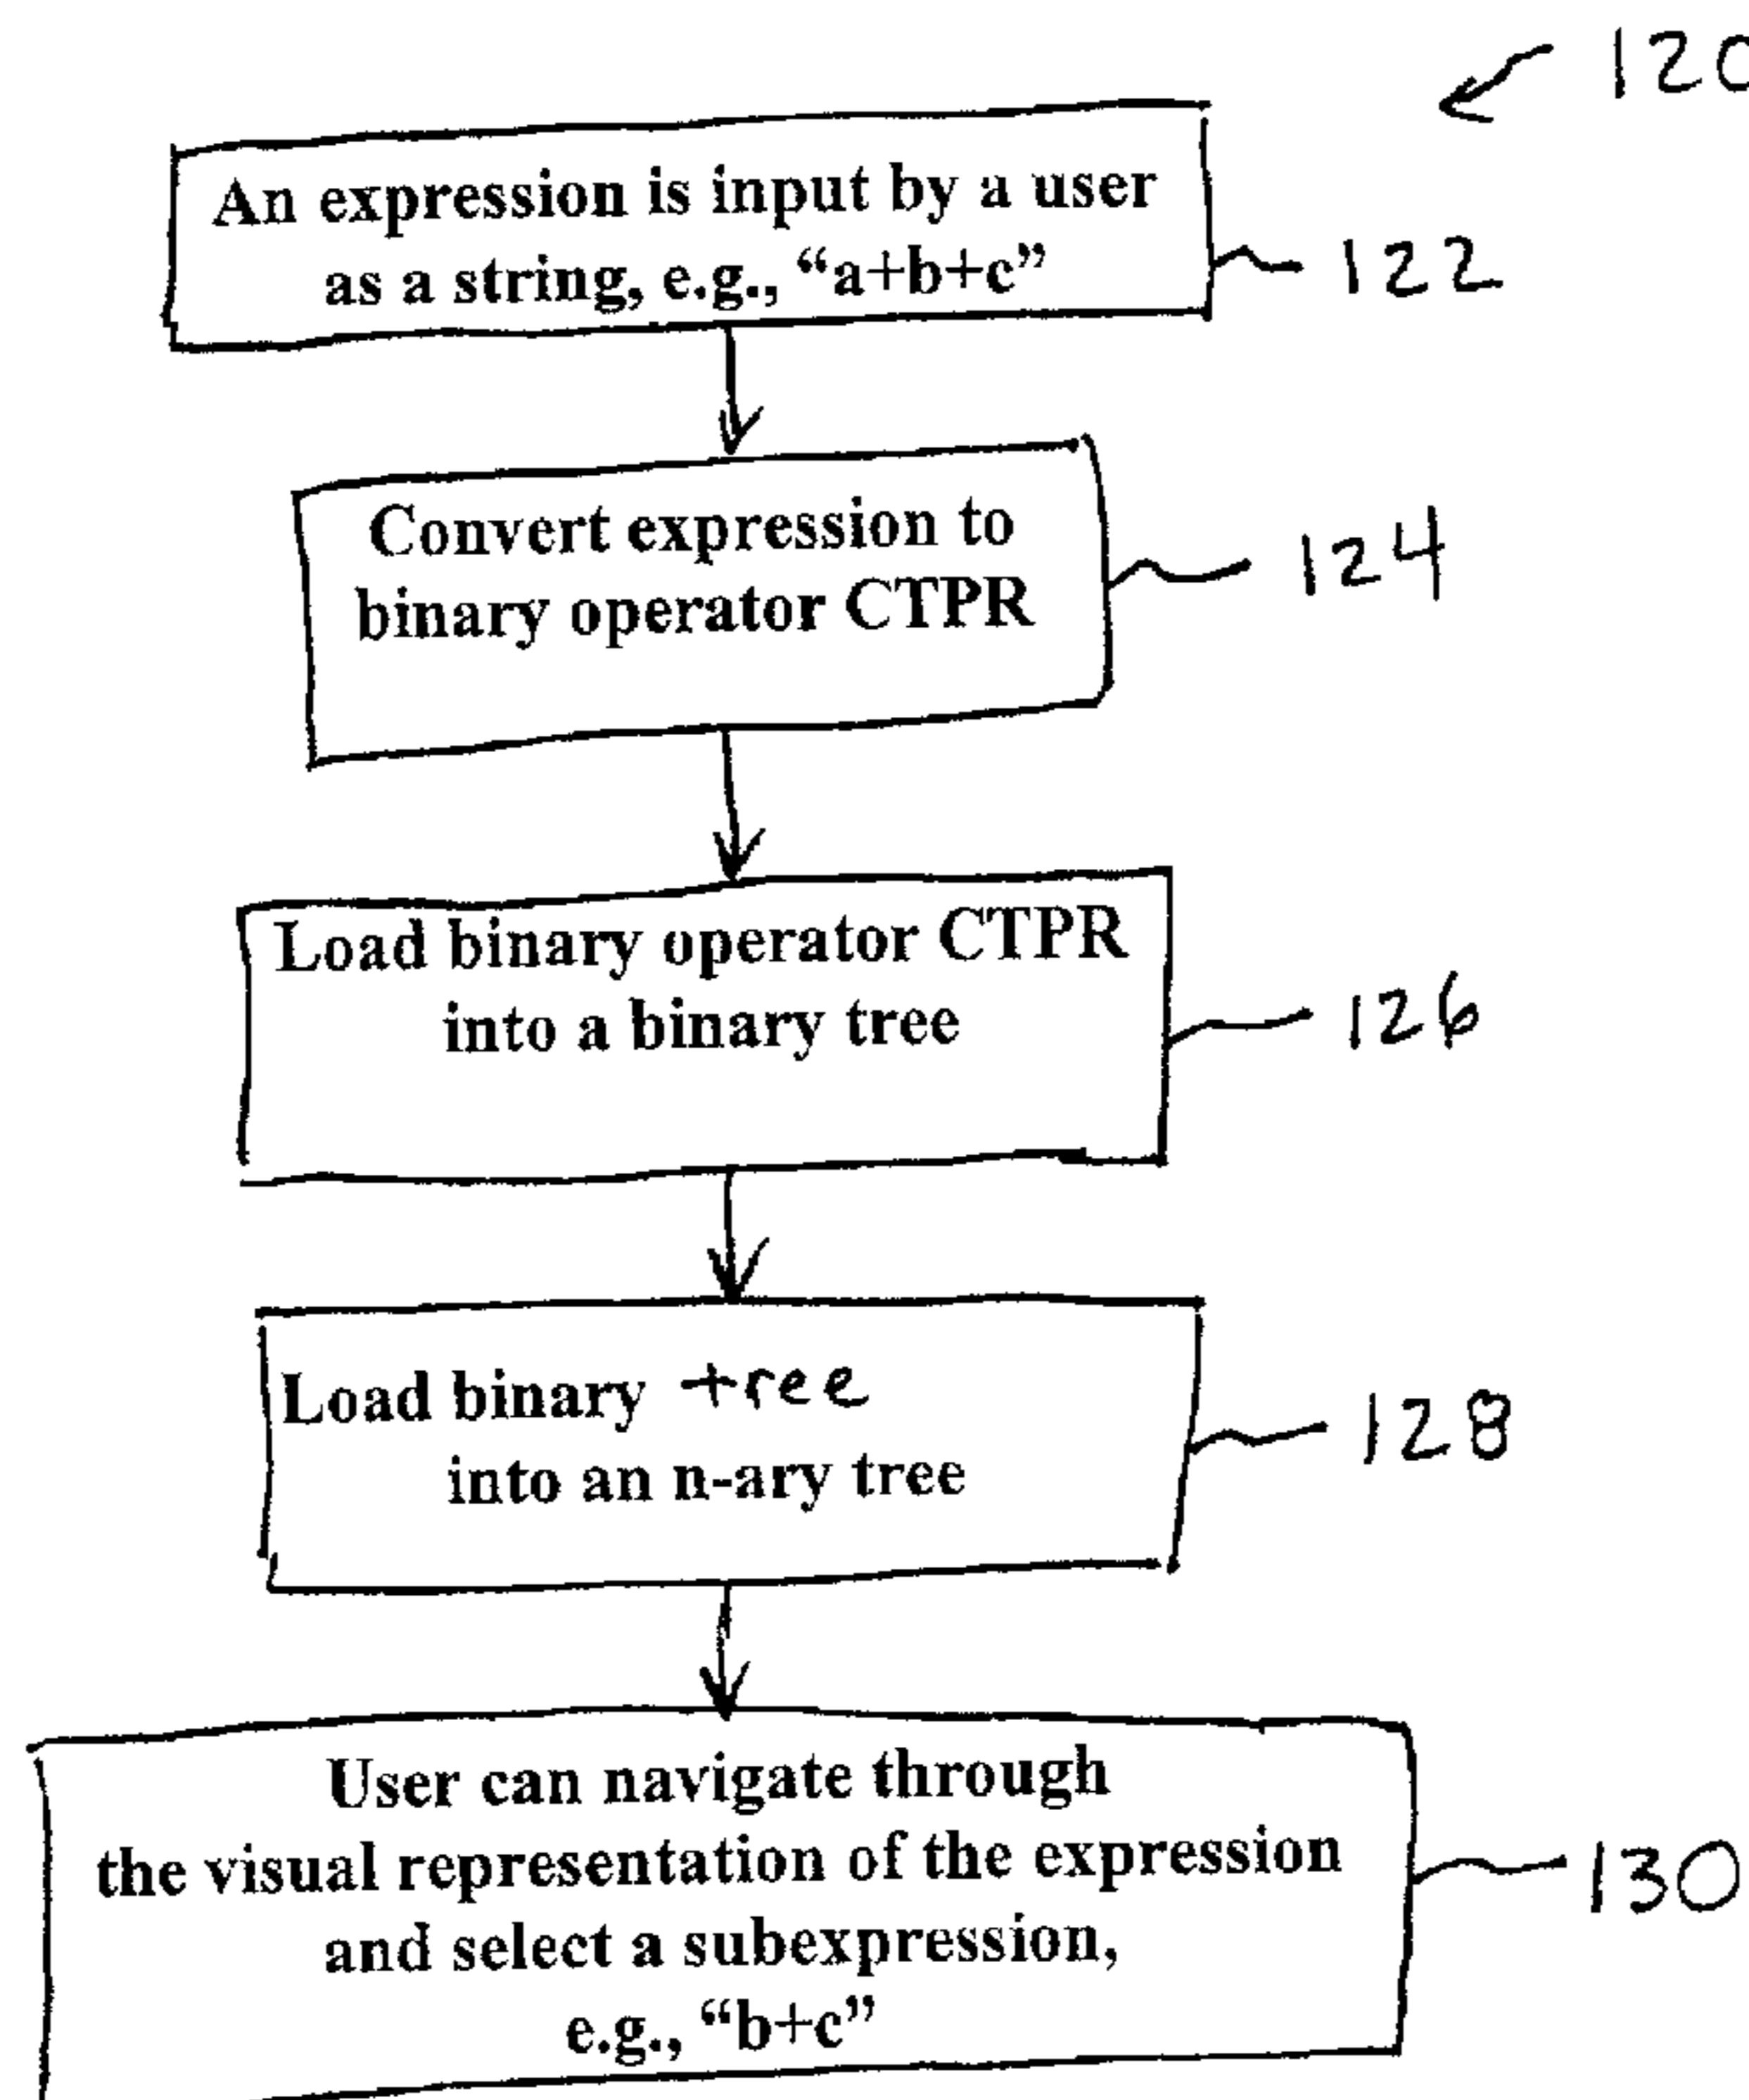 120
An expression is input by a user
as a string, e.g., “a+b+c”
122
Convert expression to
binary operator CTPR
124
Load binary operator CTPR
into a binary tree
126
Load binary tree
into an n-ary tree
128
User can navigate through
the visual representation of the expression
and select a subexpression,
e.g., “b+c”
130